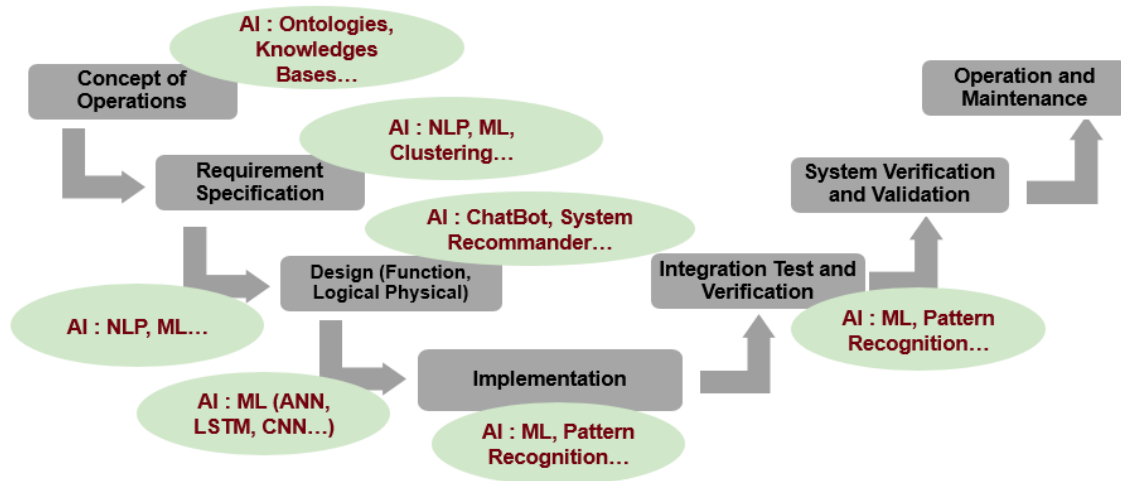 AI : Ontologies,
Knowledges
Bases…
Concept of
Operations
Operation and
Maintenance
AI : NLP, ML,
Clustering…
Requirement
Specification
System Verification
and Validation
AI : ChatBot, System
Recommander…
Design (Function,
Logical Physical)
Integration Test and
Verification
AI : NLP, ML…
AI : ML, Pattern
Recognition…
Implementation
AI : ML (ANN,
LSTM, CNN…)
AI : ML, Pattern
Recognition…